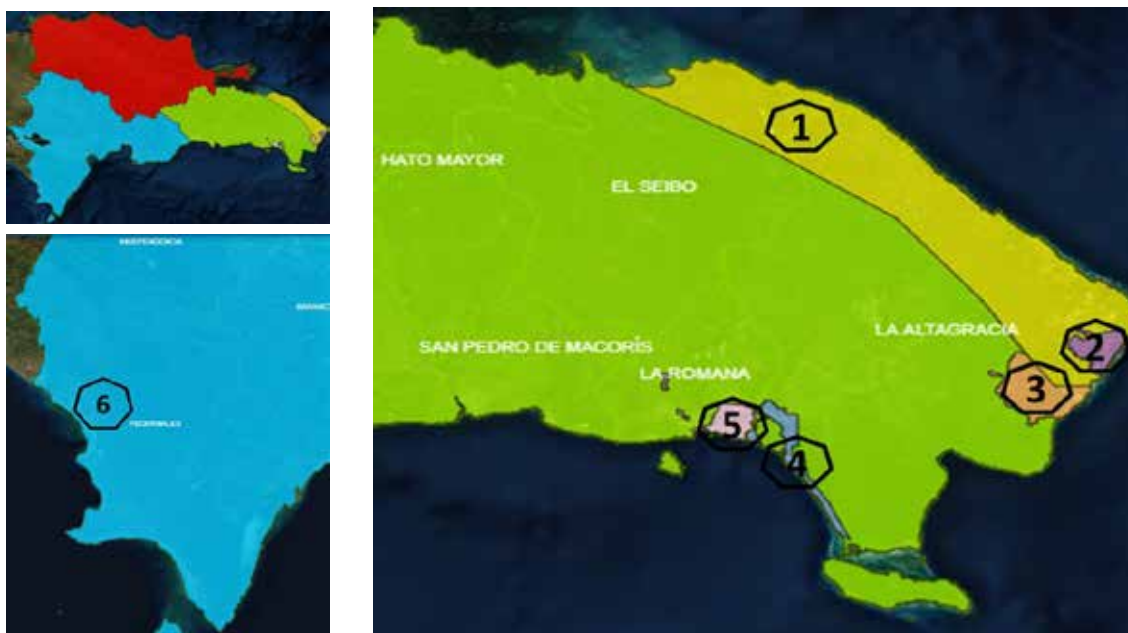 1
HATO MAYOR
EL SEIBO
LA ALTAGRACIA
2
SAN PEDRO DE MACORÍS
3
LA ROMANA
5
4
6
PEDERNALES